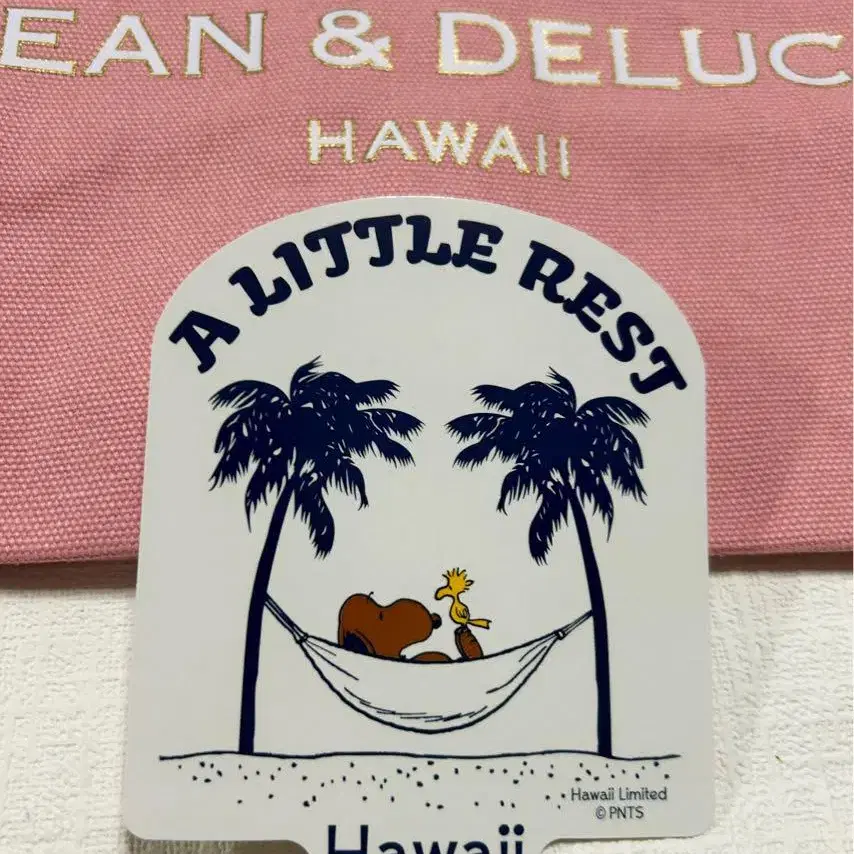 EAN & DELUC
HAWAII
A LITTLE REST
Hawaii Limited
© PNTS
Hawaii